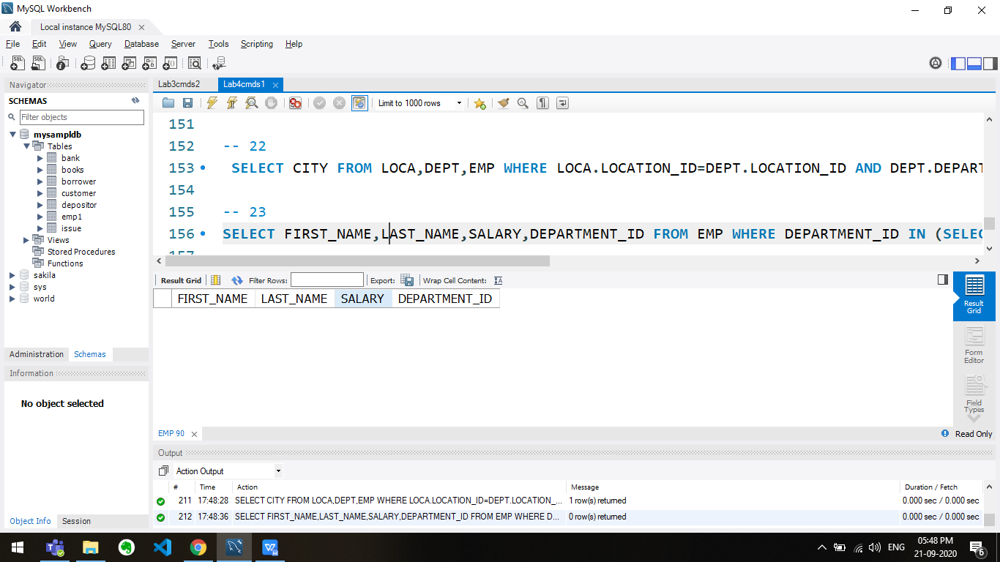 MySQL Workbench
Local instance MySQL80
File Edit View Query Database Server Tools Scripting Help
Navigator
SCHEMAS
Filter objects
mysampldb
Tables
bank
books
borrower
customer
depositor
emp1
issue
Views
Stored Procedures
Functions
sakila
sys
world
Administration Schemas
Information
No object selected
Object Info Session
Lab3cmds2 Lab4cmds1
Limit to 1000 rows
151
152 -- 22
153 SELECT CITY FROM LOCA,DEPT,EMP WHERE LOCA.LOCATION_ID=DEPT.LOCATION_ID AND DEPT.DEPART
154
155 -- 23
156 SELECT FIRST_NAME,LAST_NAME,SALARY,DEPARTMENT_ID FROM EMP WHERE DEPARTMENT_ID IN (SELEC
157
Result Grid Filter Rows: Export: Wrap Cell Content:
FIRST_NAME LAST_NAME SALARY DEPARTMENT_ID
Result
Grid
Form
Editor
Field
Types
EMP 90
Read Only
Output
Action Output
# Time Action Message Duration / Fetch
211 17:48:28 SELECT CITY FROM LOCA,DEPT,EMP WHERE LOCA.LOCATION_ID=DEPT.LOCATION_... 1 row(s) returned 0.000 sec / 0.000 sec
212 17:48:36 SELECT FIRST_NAME,LAST_NAME,SALARY,DEPARTMENT_ID FROM EMP WHERE D... 0 row(s) returned 0.000 sec / 0.000 sec
ENG
05:48 PM
21-09-2020
6